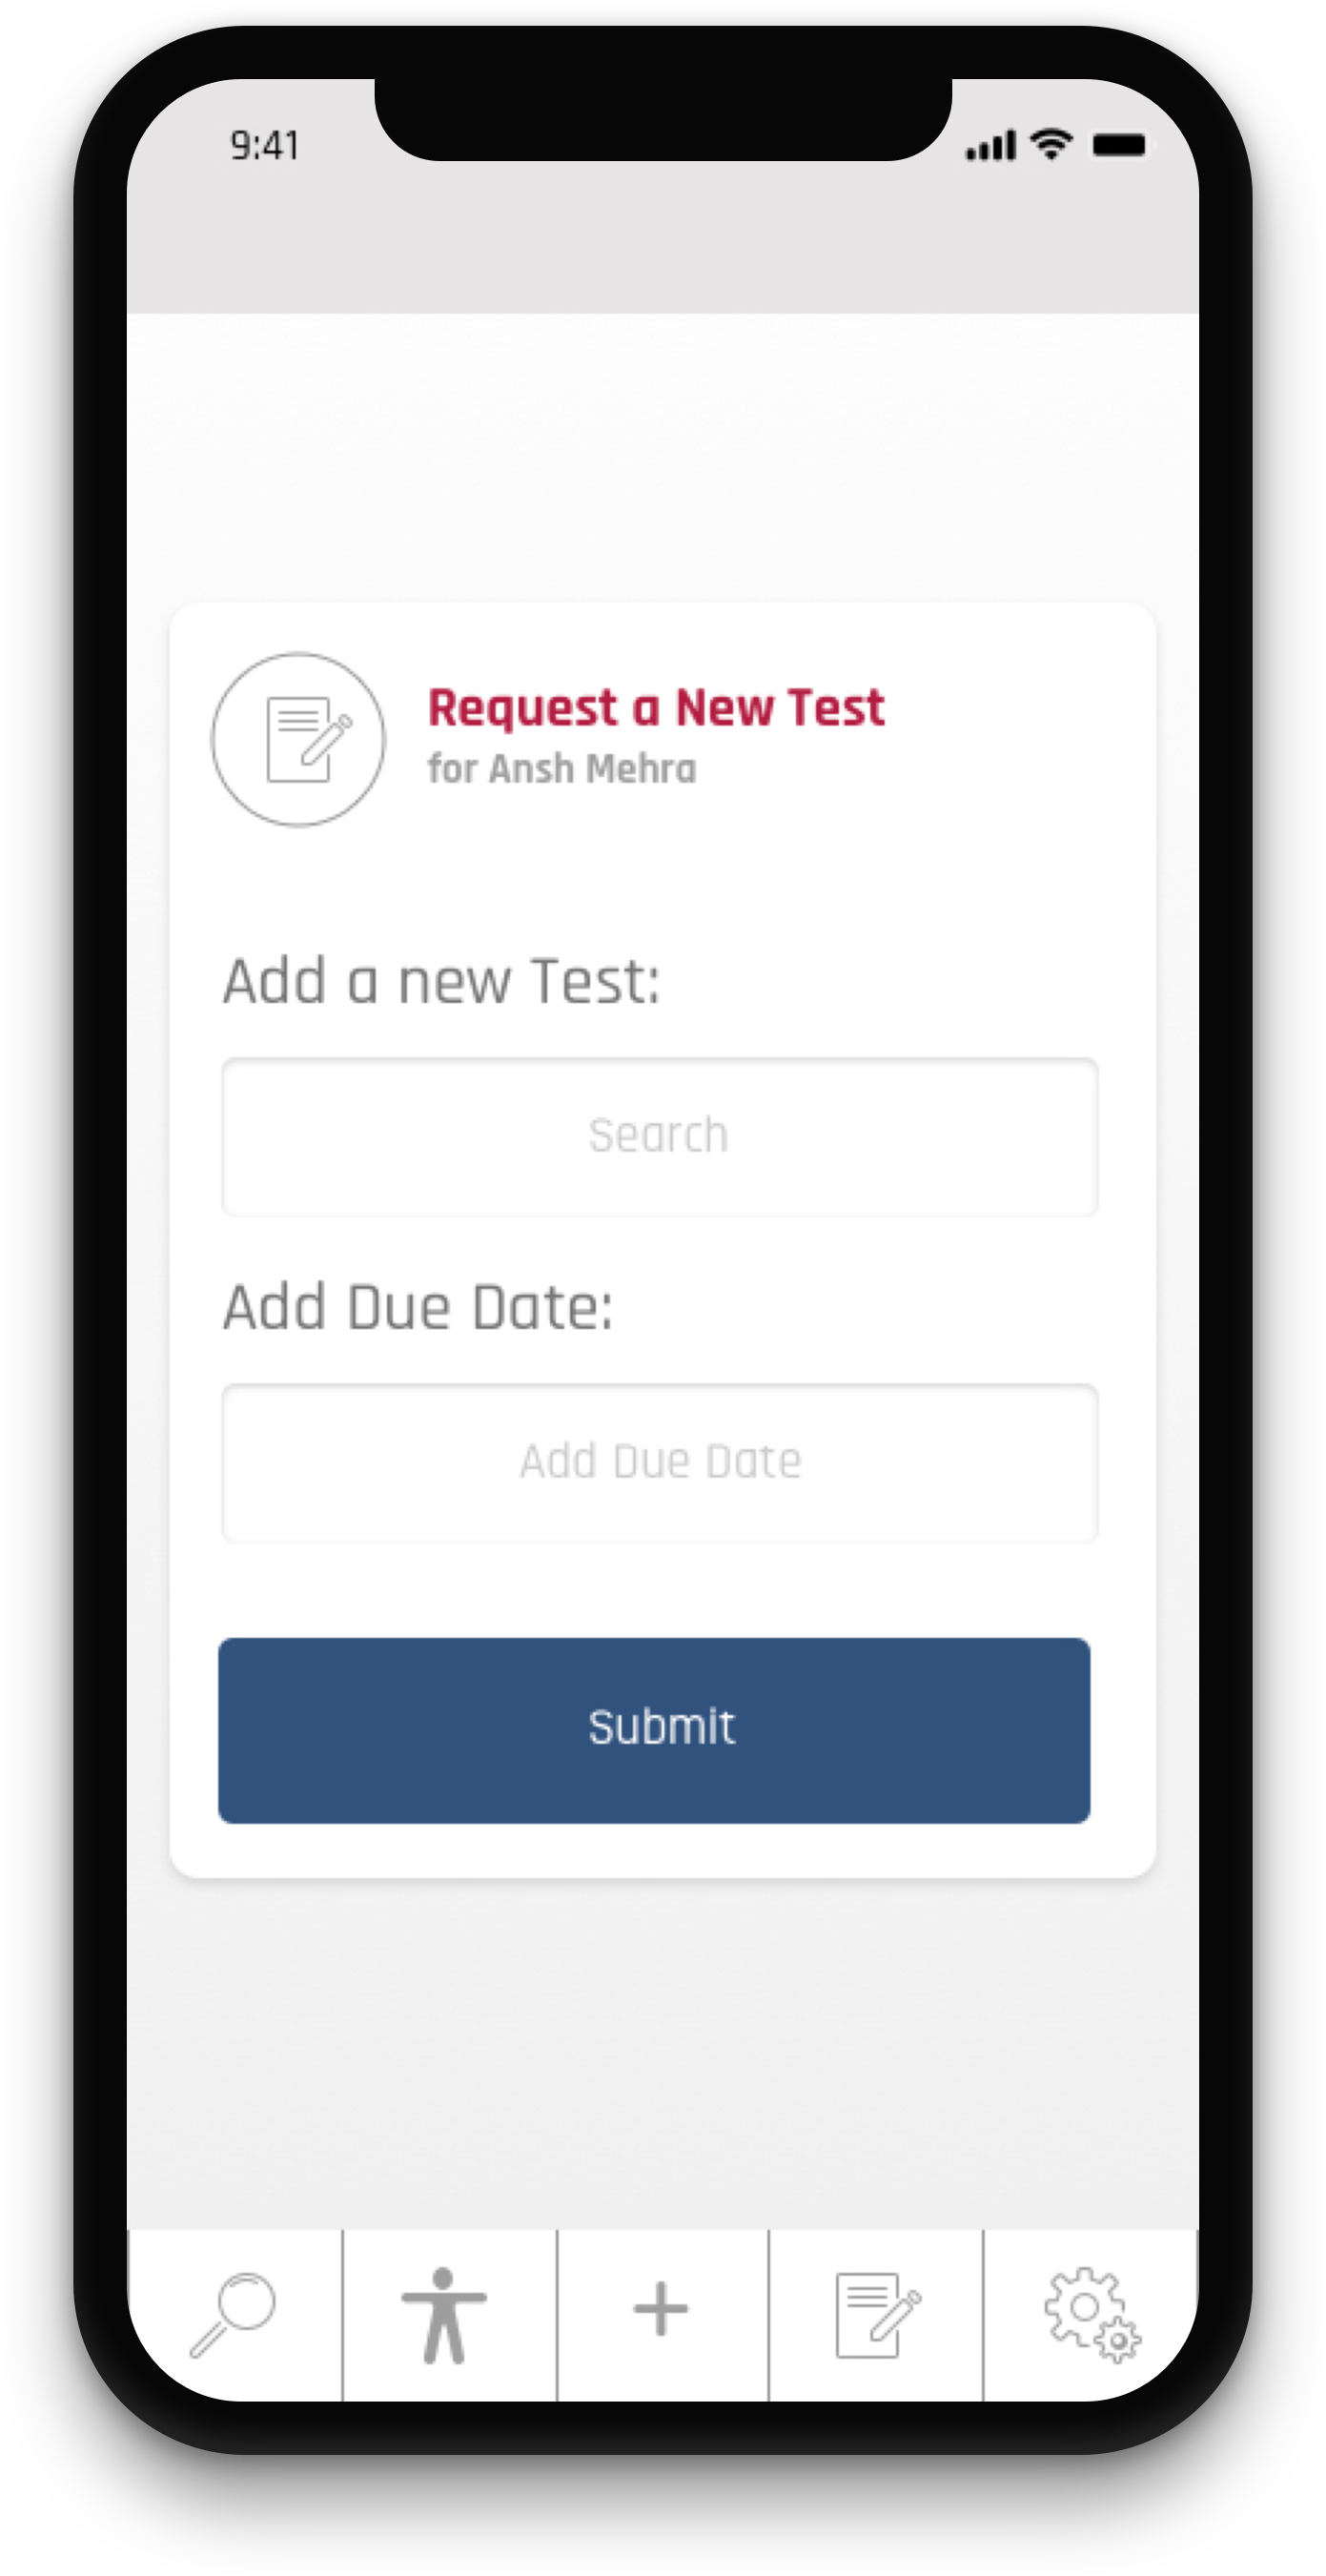 9:41
Request a New Test
for Ansh Mehra
Add a new Test:
Search
Add Due Date:
Add Due Date
Submit